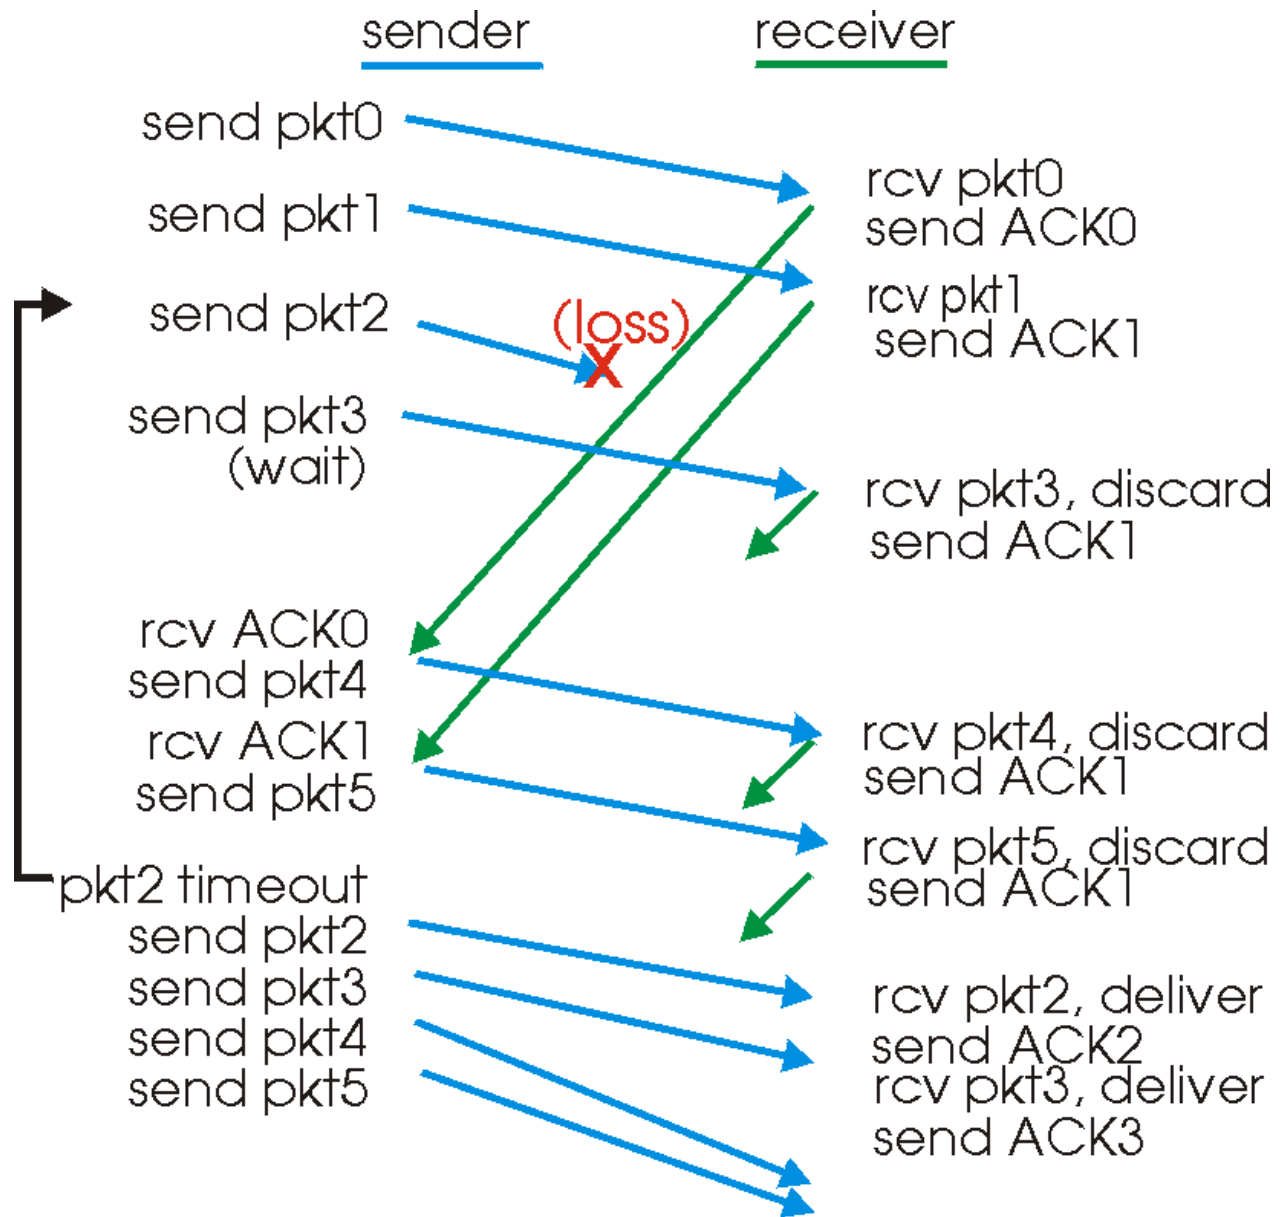 sender
receiver
send pkt0
send pkt1
send pkt2
(loss)
X
send pkt3
(wait)
rcv ACK0
send pkt4
rcv ACK1
send pkt5
pkt2 timeout
send pkt2
send pkt3
send pkt4
send pkt5
rcv pkt0
send ACK0
rcv pkt1
send ACK1
rcv pkt3, discard
send ACK1
rcv pkt4, discard
send ACK1
rcv pkt5, discard
send ACK1
rcv pkt2, deliver
send ACK2
rcv pkt3, deliver
send ACK3